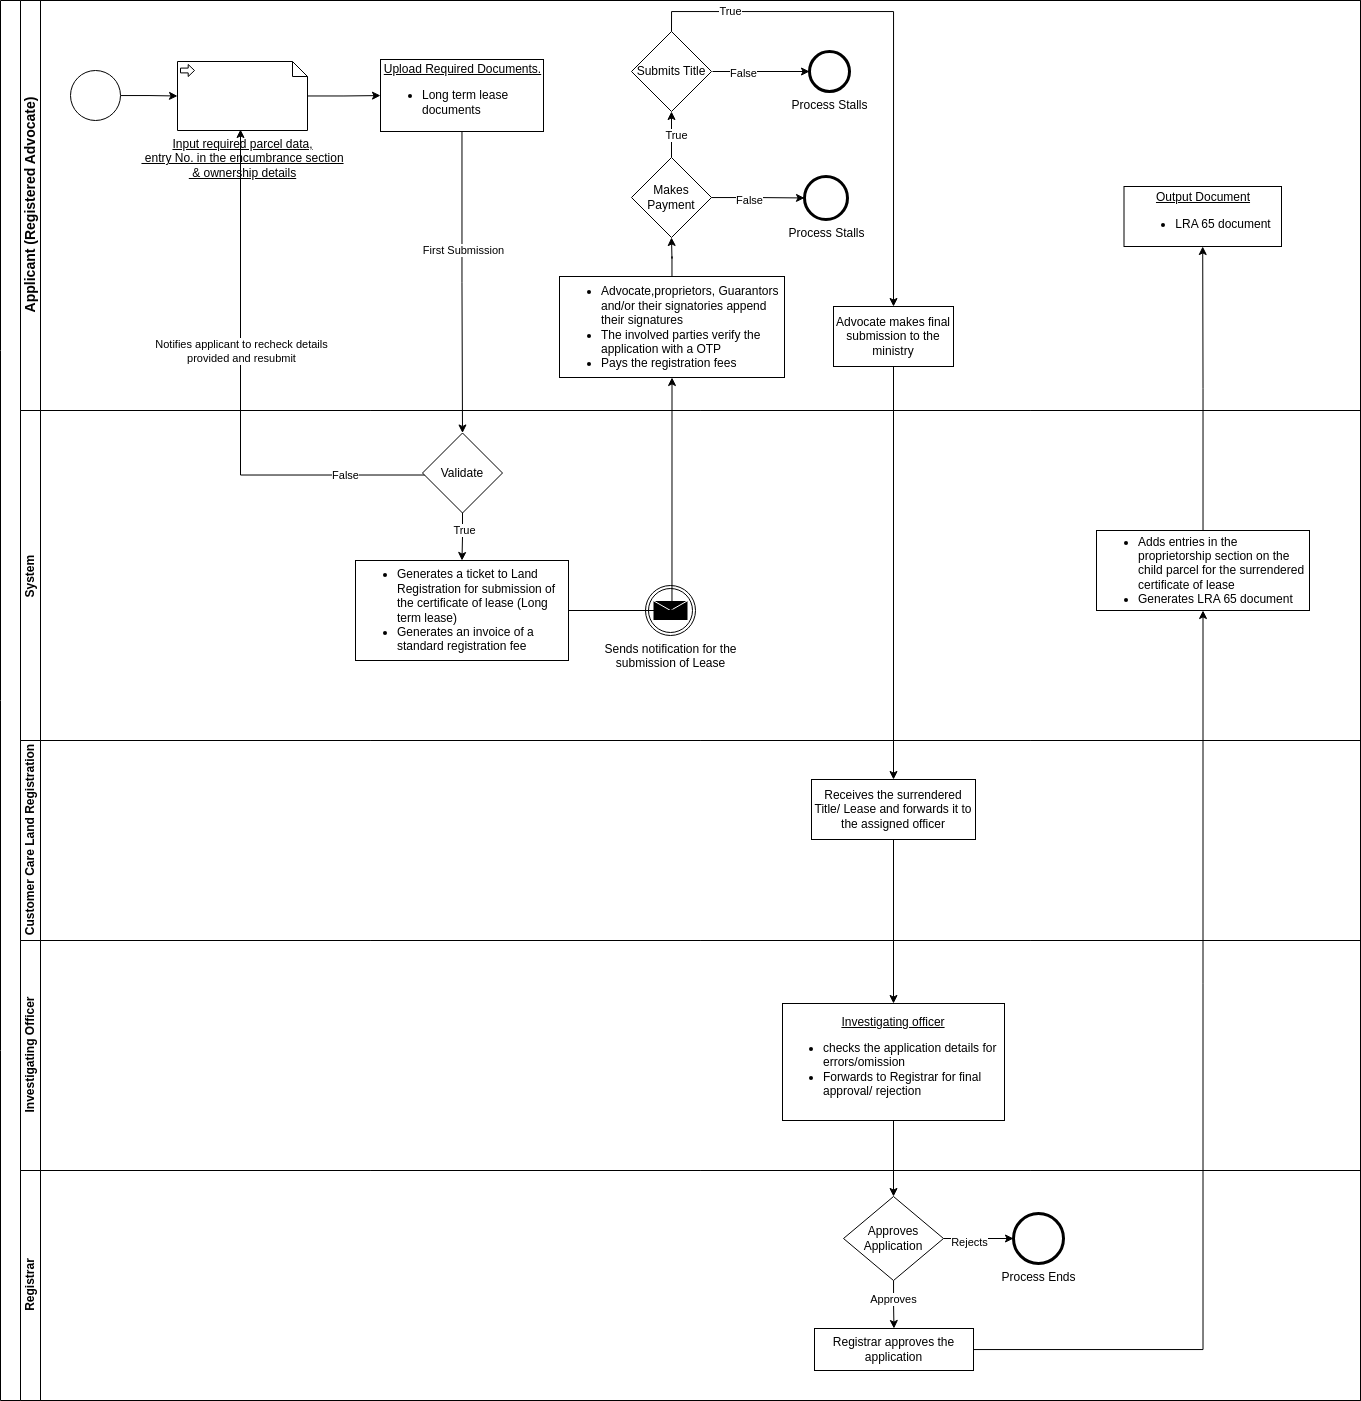 Applicant (Registered Advocate)
Input required parcel data,
entry No. in the encumbrance section
& ownership details
Upload Required Documents.
• Long term lease
documents
First Submission
Notifies applicant to recheck details
provided and resubmit
True
Submits Title
False
Process Stalls
True
Makes
Payment
False
Process Stalls
• Advocate,proprietors, Guarantors
and/or their signatories append
their signatures
• The involved parties verify the
application with a OTP
• Pays the registration fees
Advocate makes final
submission to the
ministry
Output Document
• LRA 65 document
System
Validate
False
True
• Generates a ticket to Land
Registration for submission of
the certificate of lease (Long
term lease)
• Generates an invoice of a
standard registration fee
Sends notification for the
submission of Lease
• Adds entries in the
proprietorship section on the
child parcel for the surrendered
certificate of lease
• Generates LRA 65 document
Customer Care Land Registration
Receives the surrendered
Title/ Lease and forwards it to
the assigned officer
Investigating Officer
Investigating officer
• checks the application details for
errors/omission
• Forwards to Registrar for final
approval/ rejection
Registrar
Approves
Application
Rejects
Process Ends
Approves
Registrar approves the
application